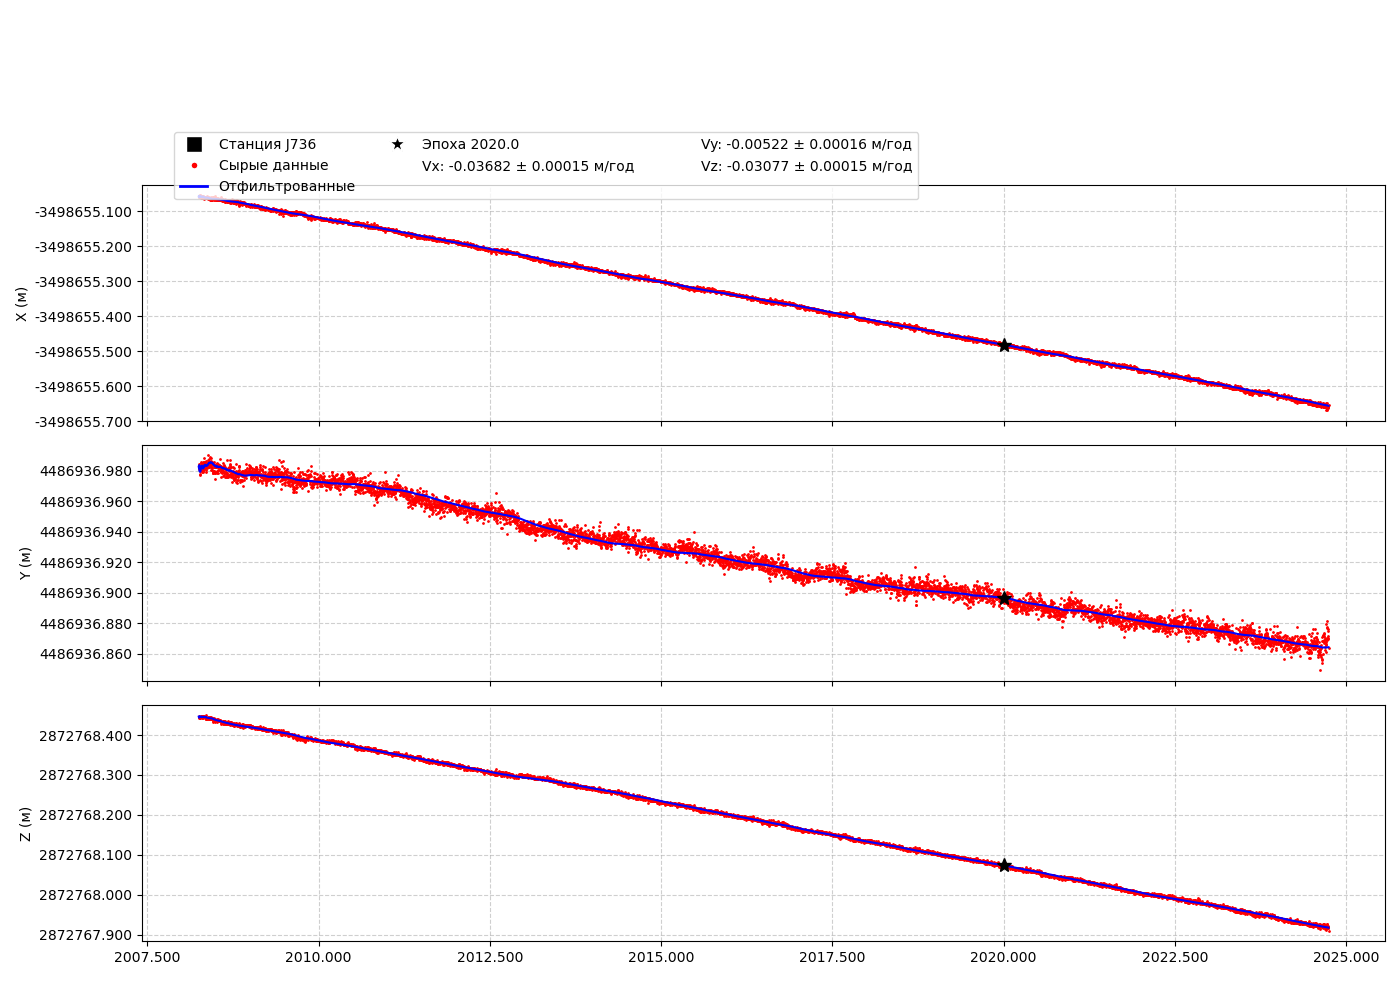 Станция J736
Сырые данные
Отфильтрованные
Эпоха 2020.0
Vx: -0.03682 ± 0.00015 м/год
Vy: -0.00522 ± 0.00016 м/год
Vz: -0.03077 ± 0.00015 м/год
X (м)
-3498655.100
-3498655.200
-3498655.300
-3498655.400
-3498655.500
-3498655.600
-3498655.700
Y (м)
4486936.980
4486936.960
4486936.940
4486936.920
4486936.900
4486936.880
4486936.860
Z (м)
2872768.400
2872768.300
2872768.200
2872768.100
2872768.000
2872767.900
2007.500 2010.000 2012.500 2015.000 2017.500 2020.000 2022.500 2025.000